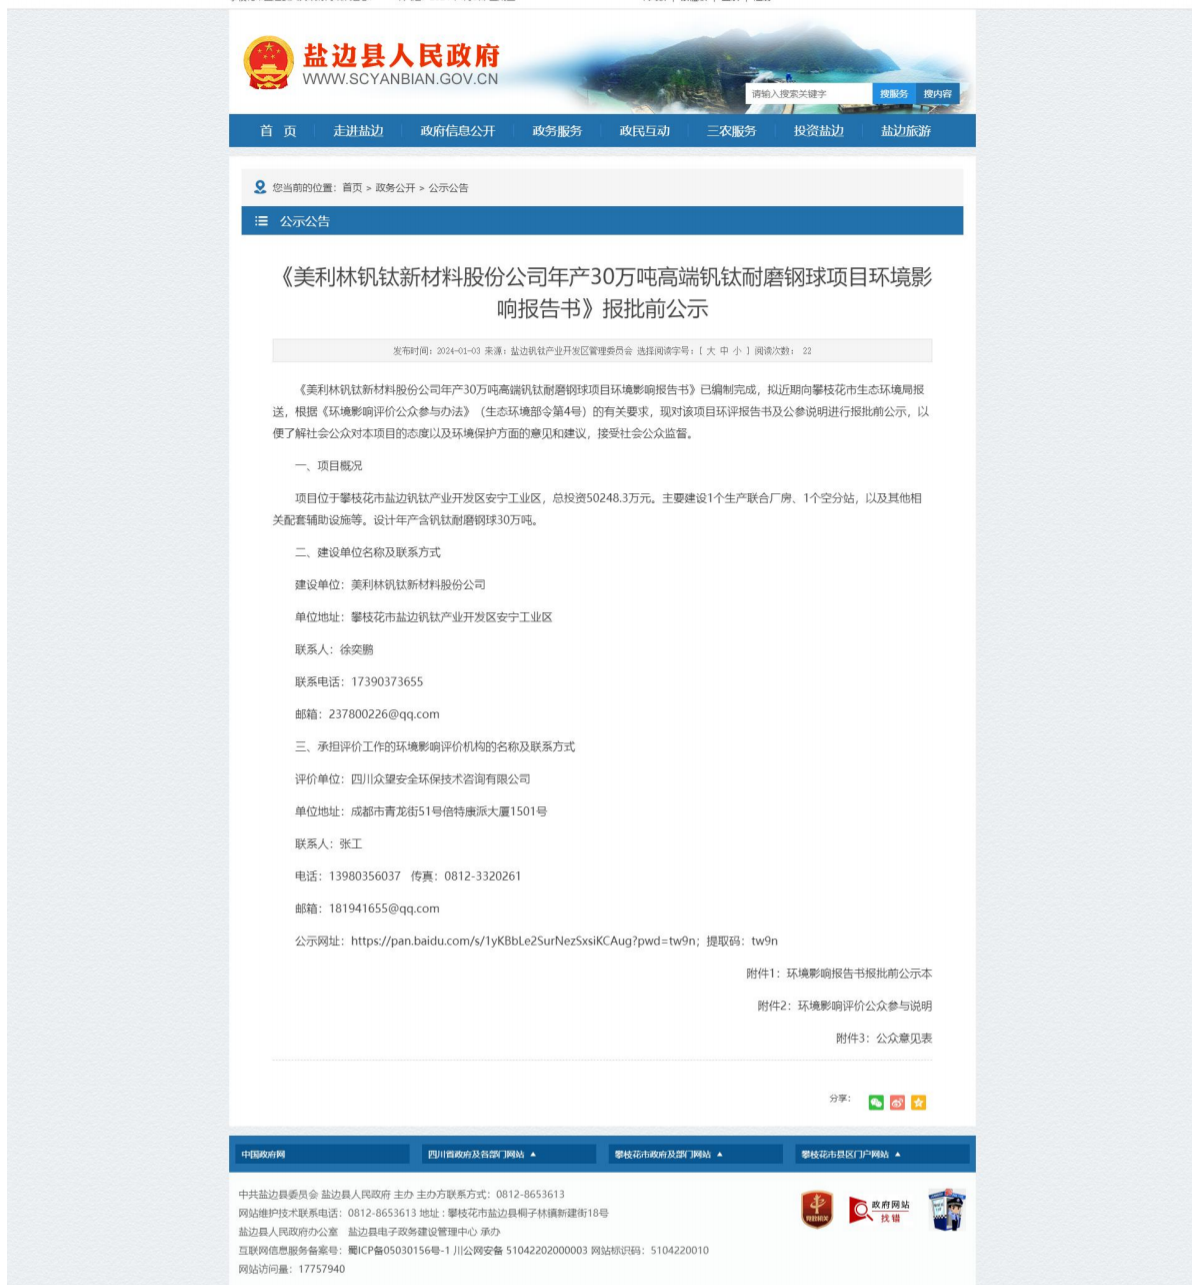 盐边县人民政府
WWW.SCYANBIAN.GOV.CN
请输入搜索关键字 搜服务 搜内容
首 页 走进盐边 政府信息公开 政务服务 政民互动 三农服务 投资盐边 盐边旅游
您当前的位置：首页 > 政务公开 > 公示公告
公示公告
《美利林钒钛新材料股份公司年产30万吨高端钒钛耐磨钢球项目环境影
响报告书》报批前公示
发布时间：2024-01-03 来源：盐边钒钛产业开发区管理委员会 选择阅读字号：[ 大 中 小 ] 阅读次数： 22
《美利林钒钛新材料股份公司年产30万吨高端钒钛耐磨钢球项目环境影响报告书》已编制完成，拟近期向攀枝花市生态环境局报
送，根据《环境影响评价公众参与办法》（生态环境部令第4号）的有关要求，现对该项目环评报告书及公参说明进行报批前公示，以
便了解社会公众对本项目的态度以及环境保护方面的意见和建议，接受社会公众监督。
一、项目概况
项目位于攀枝花市盐边钒钛产业开发区安宁工业区，总投资50248.3万元。主要建设1个生产联合厂房、1个空分站，以及其他相
关配套辅助设施等。设计年产含钒钛耐磨钢球30万吨。
二、建设单位名称及联系方式
建设单位：美利林钒钛新材料股份公司
单位地址：攀枝花市盐边钒钛产业开发区安宁工业区
联系人：徐奕鹏
联系电话：17390373655
邮箱：237800226@qq.com
三、承担评价工作的环境影响评价机构的名称及联系方式
评价单位：四川众望安全环保技术咨询有限公司
单位地址：成都市青龙街51号倍特康派大厦1501号
联系人：张工
电话：13980356037 传真：0812-3320261
邮箱：181941655@qq.com
公示网址：https://pan.baidu.com/s/1yKBbLe2SurNezSxsiKCAug?pwd=tw9n；提取码：tw9n
附件1：环境影响报告书报批前公示本
附件2：环境影响评价公众参与说明
附件3：公众意见表
分享：
中国政府网 四川省政府及各部门网站 ▲ 攀枝花市政府及部门网站 ▲ 攀枝花市县区门户网站 ▲
中共盐边县委员会 盐边县人民政府 主办 主办方联系方式：0812-8653613
网站维护技术联系电话：0812-8653613 地址：攀枝花市盐边县桐子林镇新建街18号
盐边县人民政府办公室 盐边县电子政务建设管理中心 承办
互联网信息服务备案号：蜀ICP备05030156号-1 川公网安备 51042202000003 网站标识码：5104220010
网站访问量：17757940
党政机关
政府网站
找错